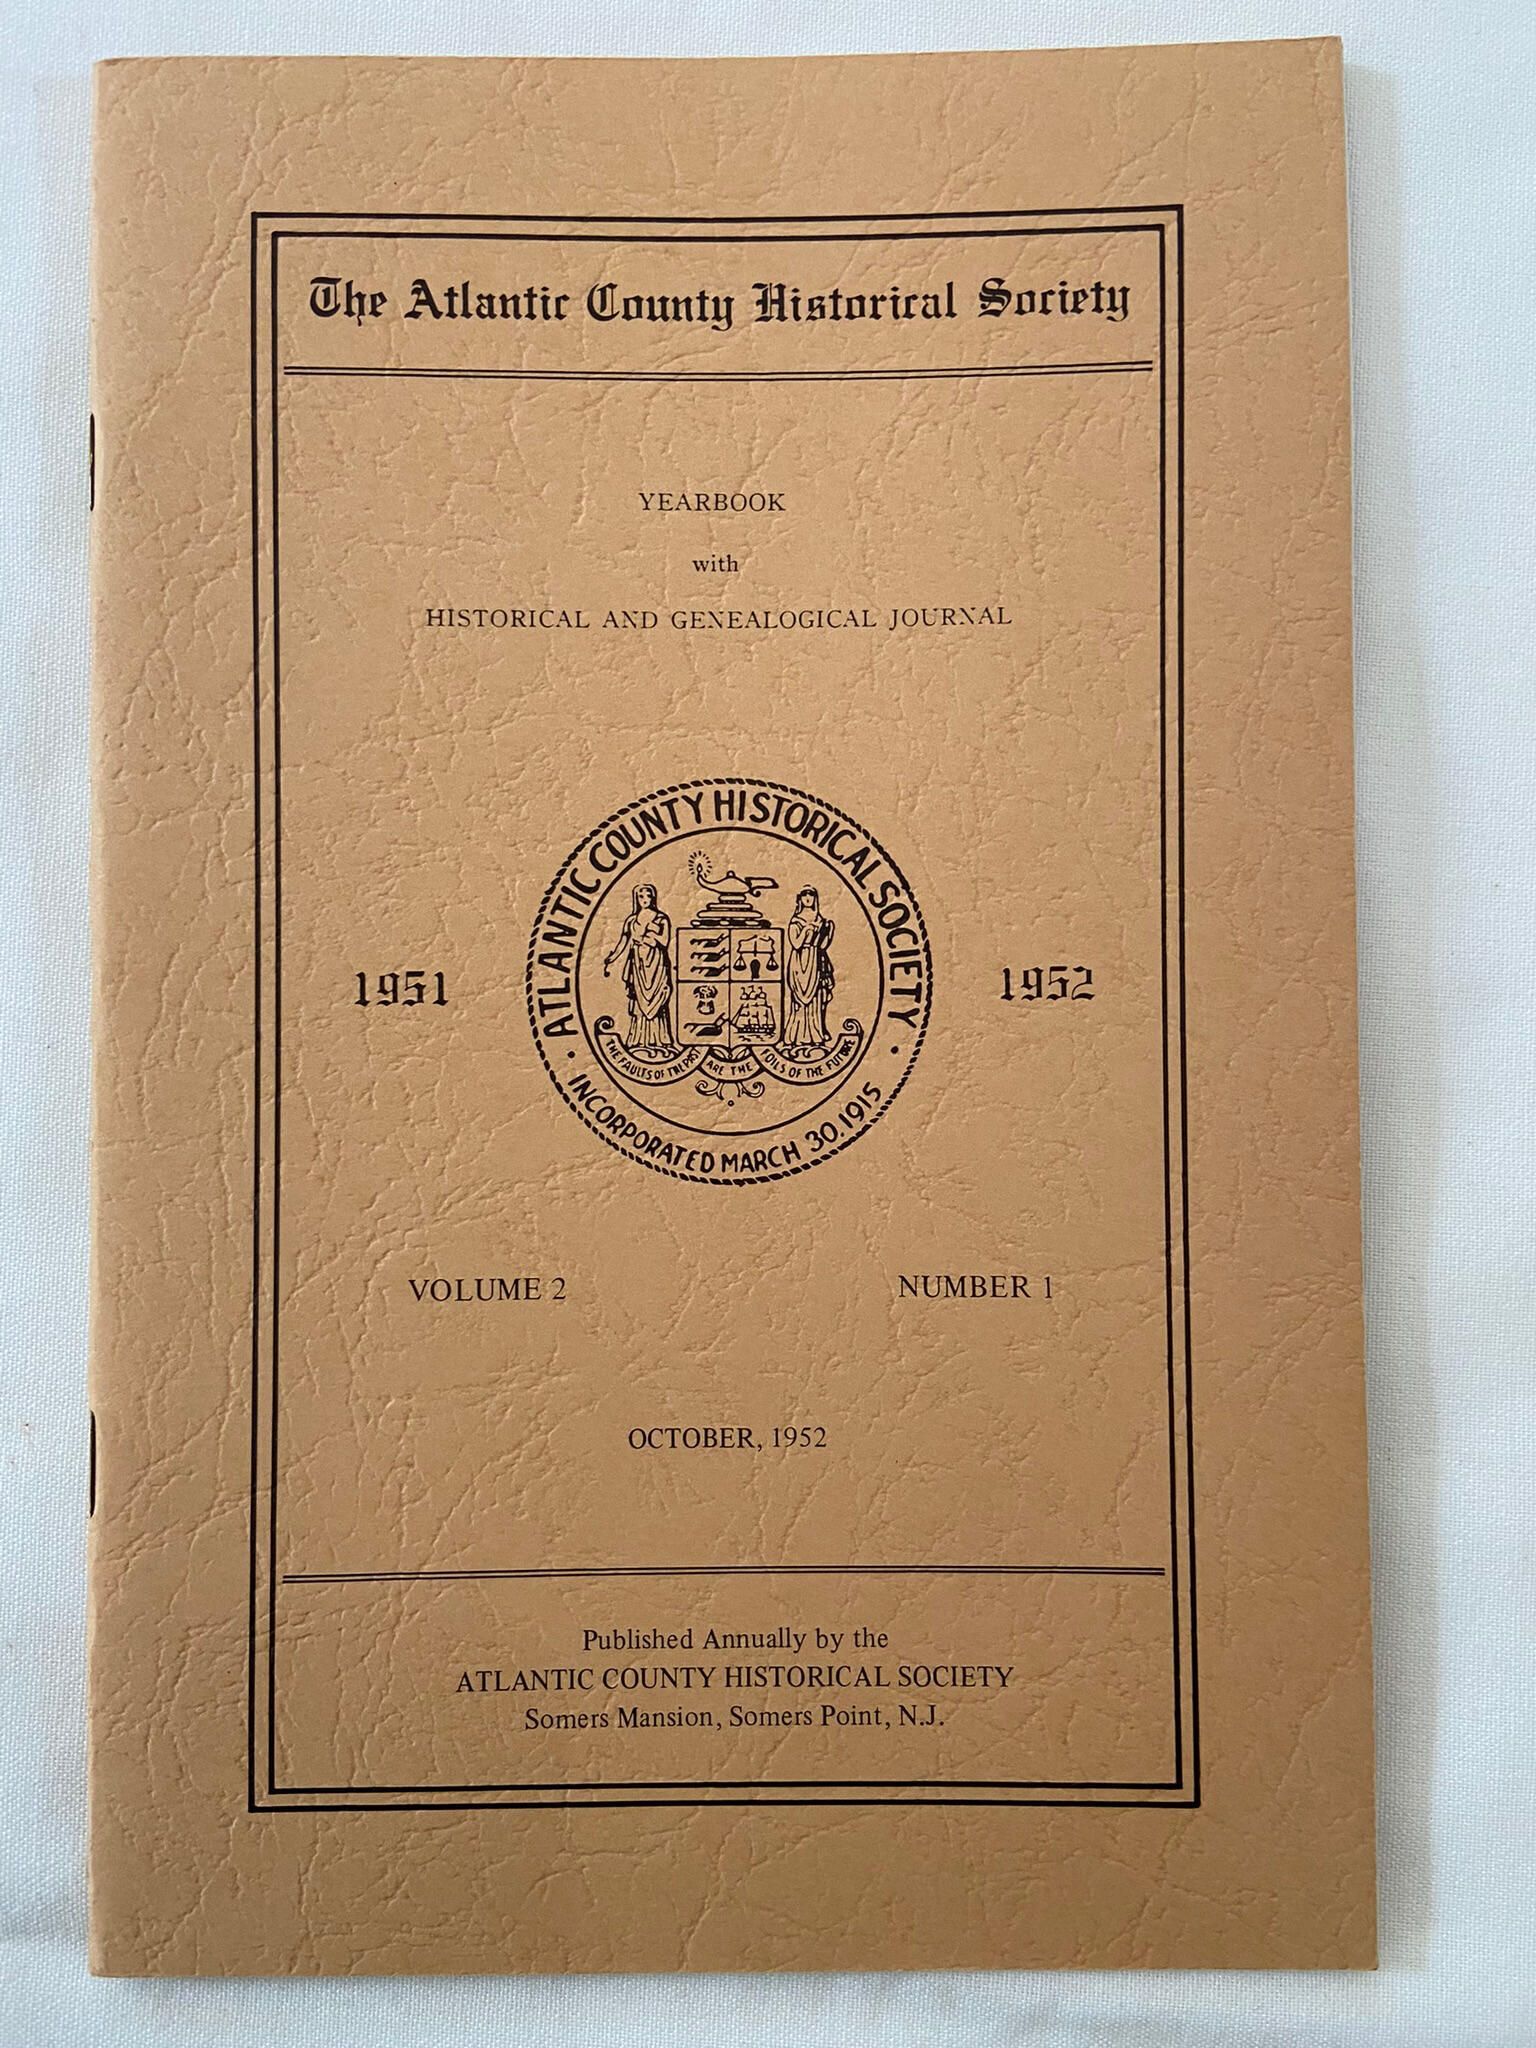 The Atlantic County Historical Society
YEARBOOK
with
HISTORICAL AND GENEALOGICAL JOURNAL
ATLANTIC COUNTY HISTORICAL SOCIETY
1951
1952
THE FAULTS OF THE PAST ARE THE FOILS OF THE FUTURE
INCORPORATED MARCH 30.1915
VOLUME 2
NUMBER 1
OCTOBER, 1952
Published Annually by the
ATLANTIC COUNTY HISTORICAL SOCIETY
Somers Mansion, Somers Point, N.J.